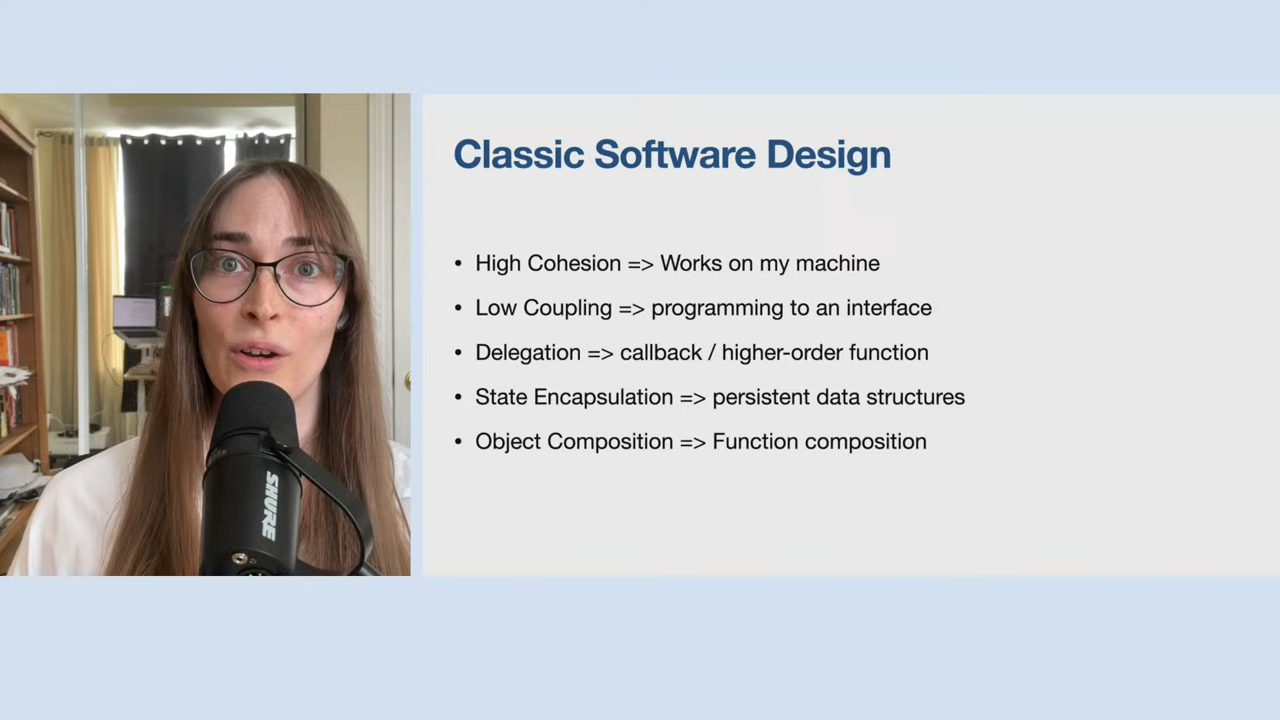 Classic Software Design
• High Cohesion => Works on my machine
• Low Coupling => programming to an interface
• Delegation => callback / higher-order function
• State Encapsulation => persistent data structures
• Object Composition => Function composition
SHURE